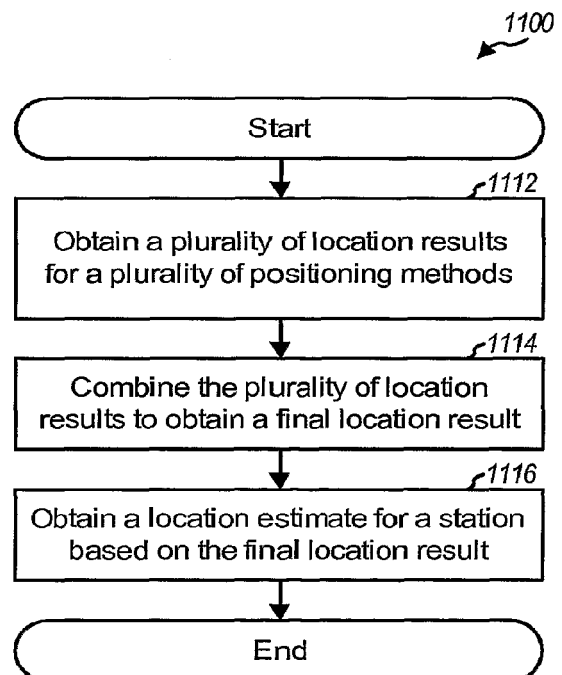 1100
Start
1112
Obtain a plurality of location results
for a plurality of positioning methods
1114
Combine the plurality of location
results to obtain a final location result
1116
Obtain a location estimate for a station
based on the final location result
End